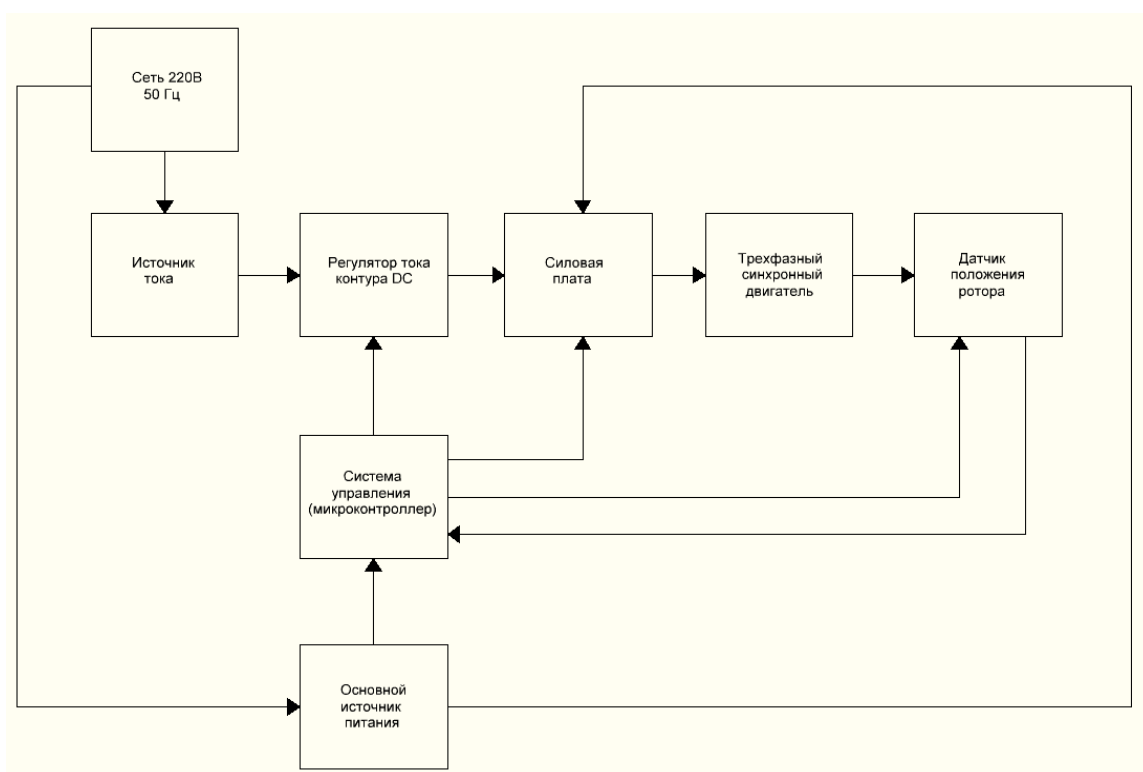 Сеть 220В
50 Гц
Источник
тока
Регулятор тока
контура DC
Силовая
плата
Трехфазный
синхронный
двигатель
Датчик
положения
ротора
Система
управления
(микроконтроллер)
Основной
источник
питания